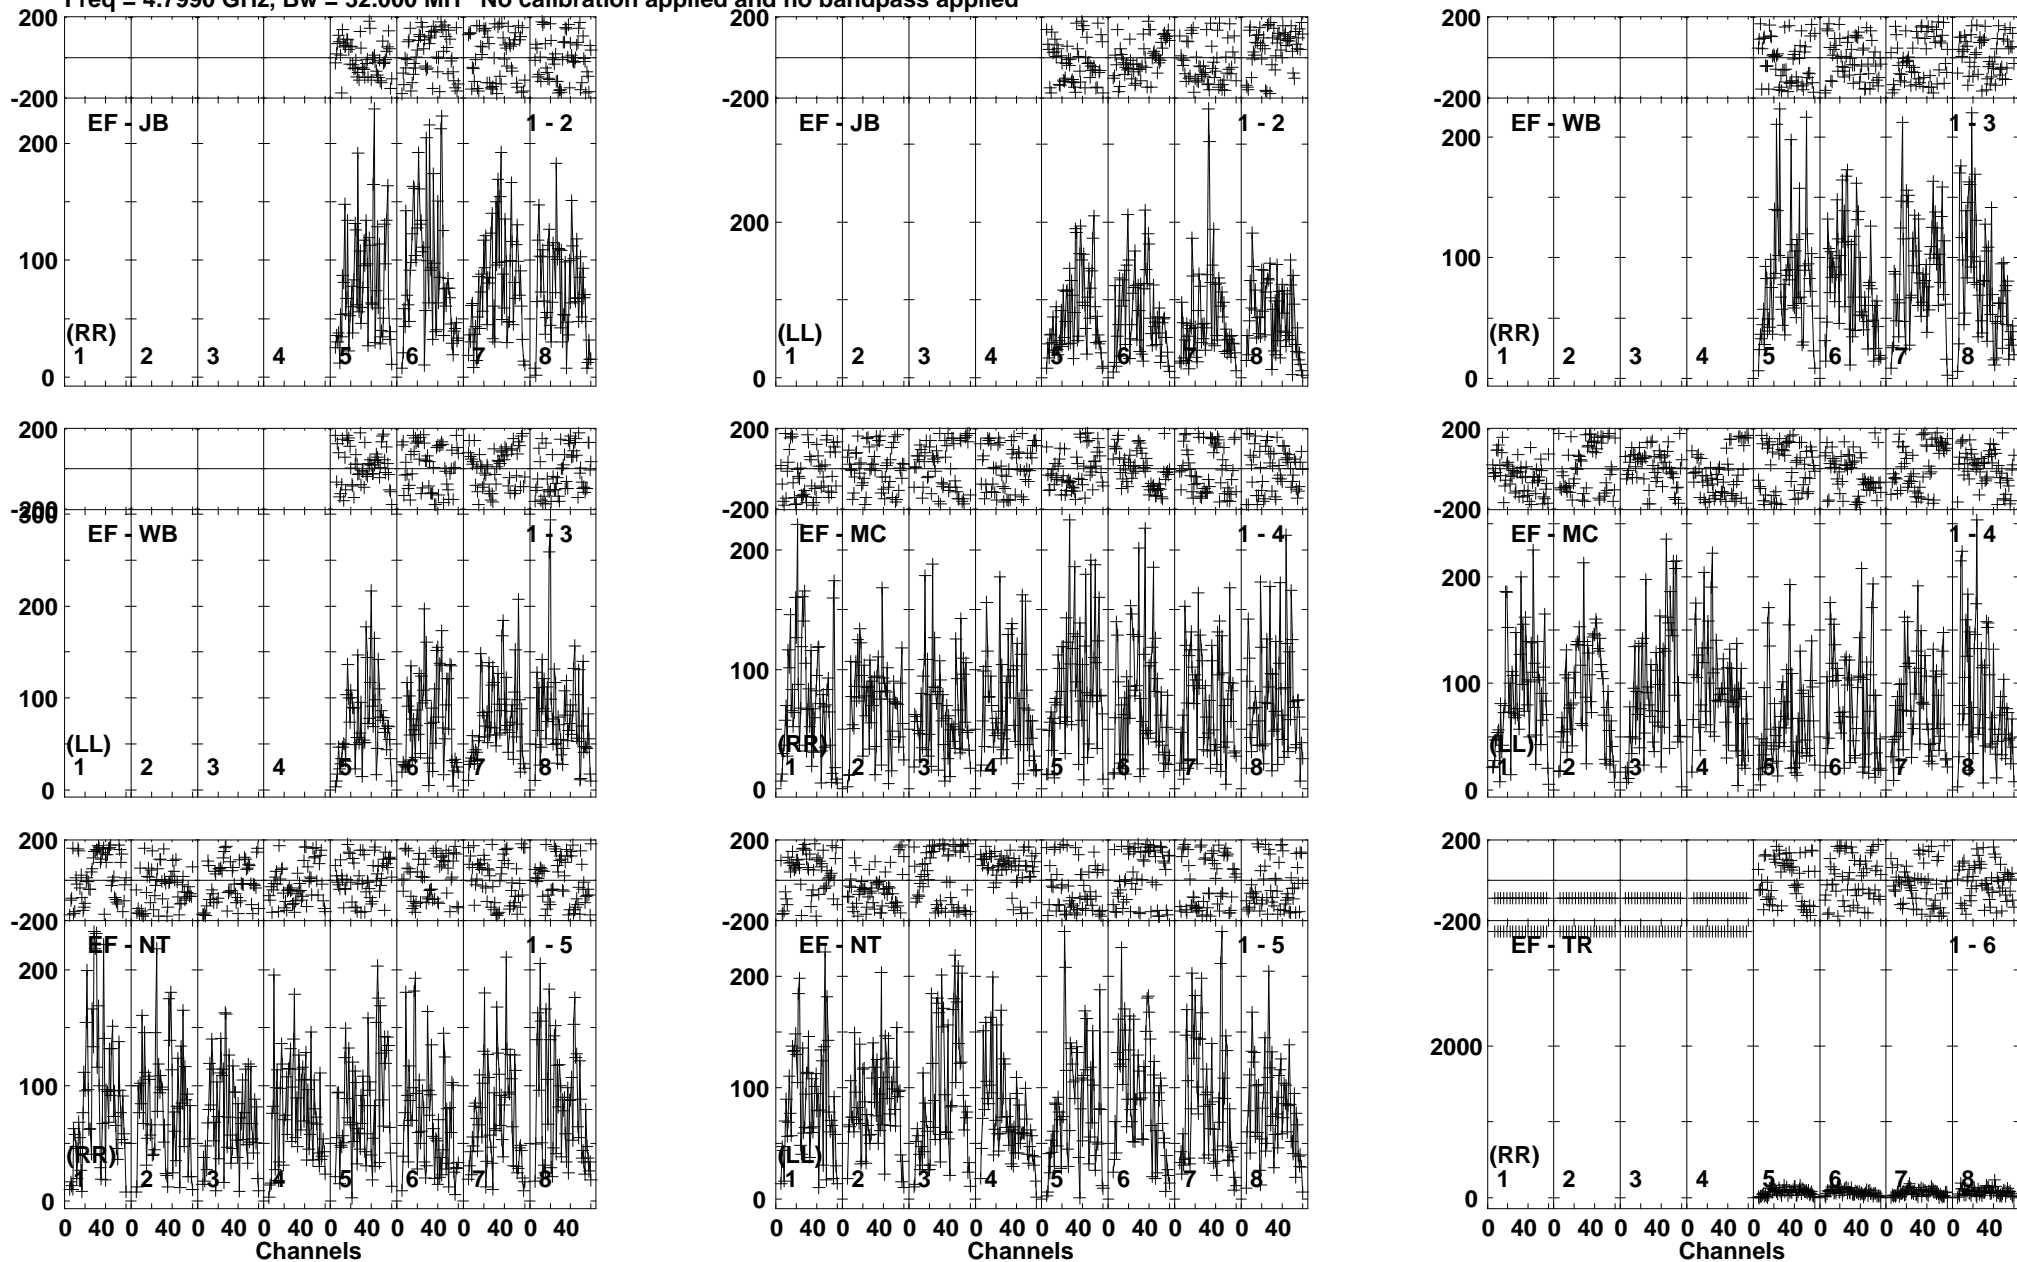 Freq = 4.7990 GHz, Bw = 32.000 MH No calibration applied and no bandpass applied
200 200 200
-200 -200 -200
EF - JB 1 - 2 EF - JB 1 - 2 EF - WB 1 - 3
200 200 200
100 100
(RR) (LL) (RR)
1 2 3 4 5 6 7 8 1 2 3 4 5 6 7 8 1 2 3 4 5 6 7 8
0 0 0
200 200 200
-200 -200 -200
300
EF - WB 1 - 3 EF - MC 1 - 4 EF - MC 1 - 4
200 200 200
100 100 100
(LL) (RR) (LL)
1 2 3 4 5 6 7 8 1 2 3 4 5 6 7 8 1 2 3 4 5 6 7 8
0 0 0
200 200 200
-200 -200 -200
EF - NT 1 - 5 EF - NT 1 - 5 EF - TR 1 - 6
200 200 2000
100 100
(RR) (LL) (RR)
1 2 3 4 5 6 7 8 1 2 3 4 5 6 7 8 1 2 3 4 5 6 7 8
0 0 0
0 40 0 40 0 40 0 40 0 40 0 40 0 40 0 40 0 40 0 40 0 40 0 40 0 40 0 40 0 40 0 40 0 40 0 40 0 40 0 40 0 40 0 40 0 40 0 40
Channels Channels